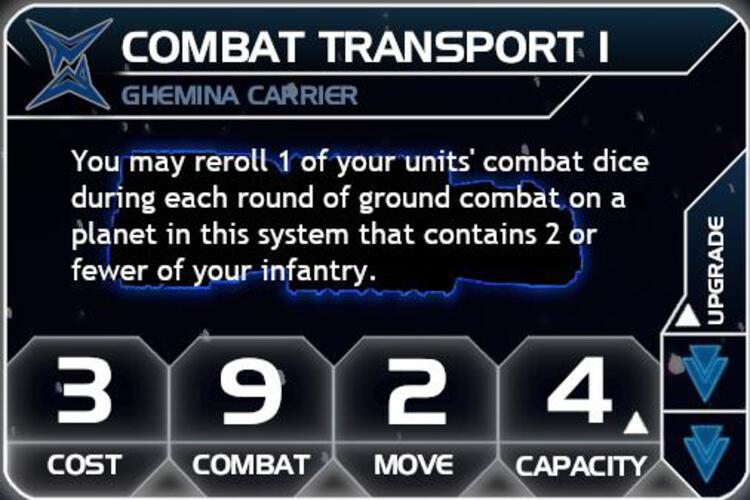 COMBAT TRANSPORT I
GHEMINA CARRIER
You may reroll 1 of your units' combat dice
during each round of ground combat on a
planet in this system that contains 2 or
fewer of your infantry.
UPGRADE
3 9 2 4
COST COMBAT MOVE CAPACITY